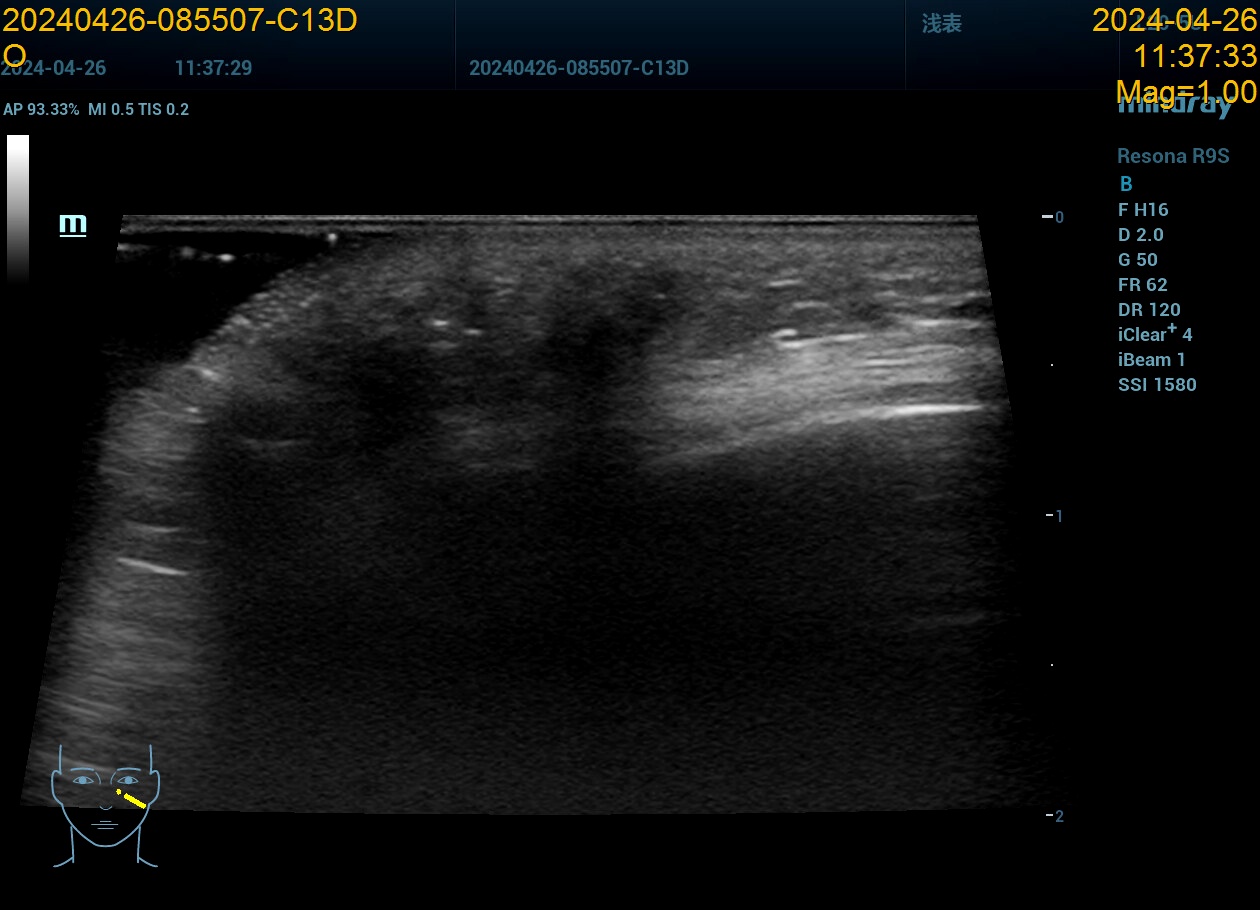 20240426-085507-C13D
O
2024-04-26 11:37:29 20240426-085507-C13D
浅表
2024-04-26
11:37:33
Mag=1.00
mindray
AP 93.33% MI 0.5 TIS 0.2
m
Resona R9S
B
F H16
D 2.0
G 50
FR 62
DR 120
iClear+ 4
iBeam 1
SSI 1580
0
1
2